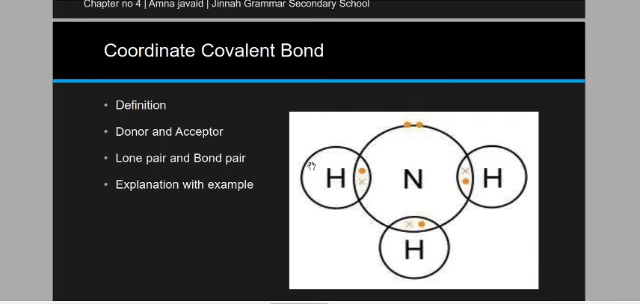 Chapter no 4 | Amna javaid | Jinnah Grammar Secondary School
Coordinate Covalent Bond
• Definition
• Donor and Acceptor
• Lone pair and Bond pair
• Explanation with example
H N H
H